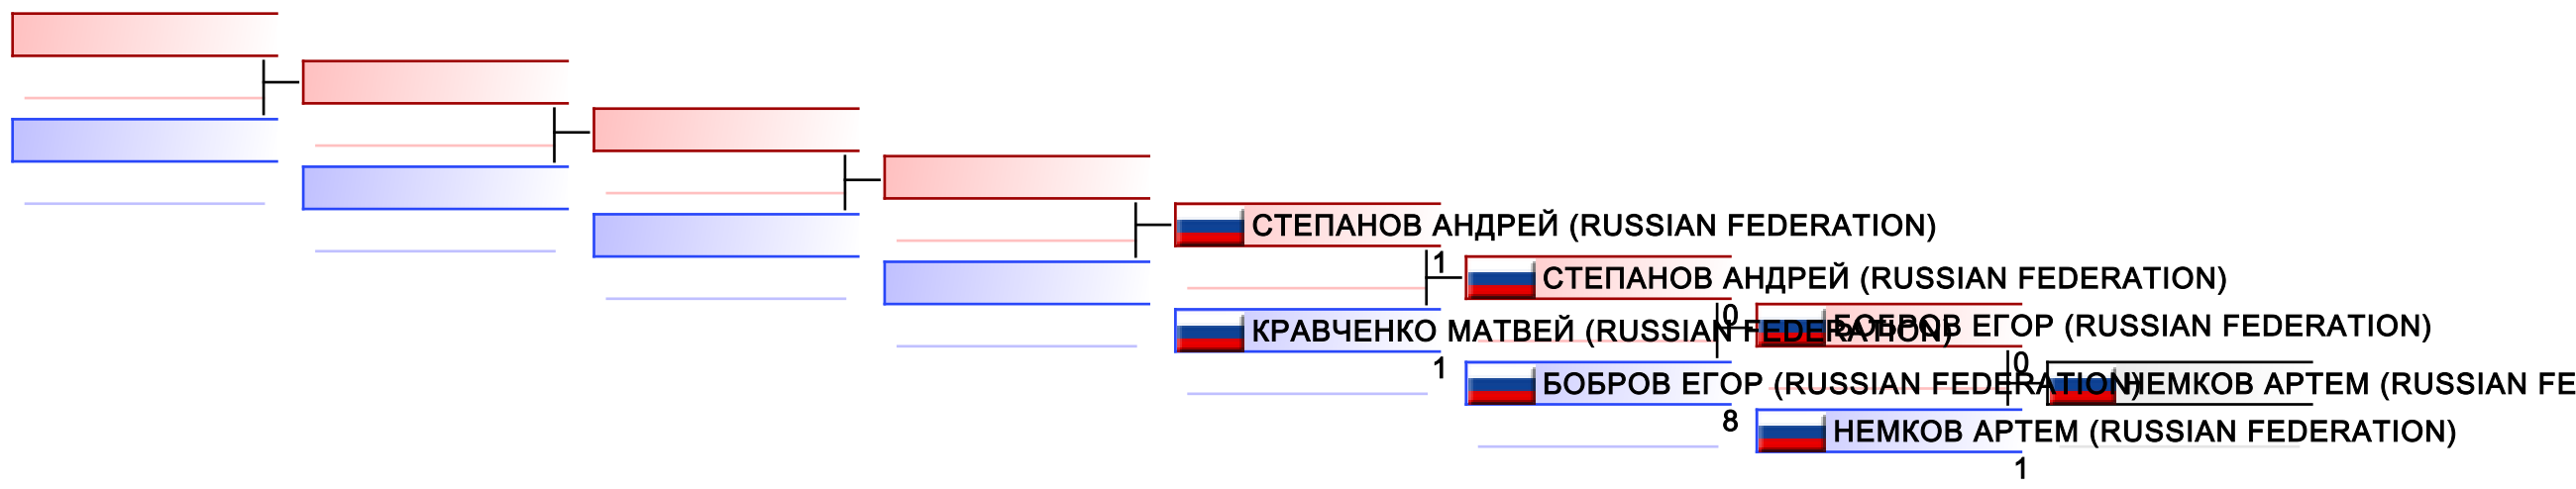 СТЕПАНОВ АНДРЕЙ (RUSSIAN FEDERATION)
1
СТЕПАНОВ АНДРЕЙ (RUSSIAN FEDERATION)
КРАВЧЕНКО МАТВЕЙ (RUSSIAN FEDERATION)
1
0
БОБРОВ ЕГОР (RUSSIAN FEDERATION)
БОБРОВ ЕГОР (RUSSIAN FEDERATION)
8
0
НЕМКОВ АРТЕМ (RUSSIAN FE
НЕМКОВ АРТЕМ (RUSSIAN FEDERATION)
1